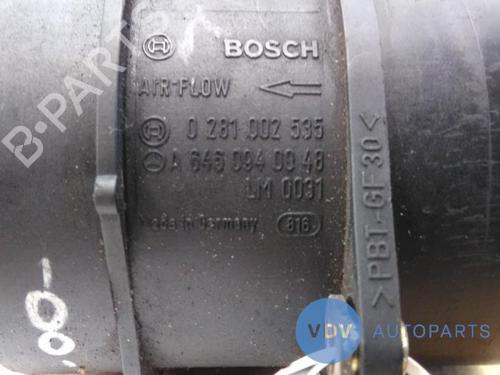 BOSCH
AIR FLOW
0 281 002 535
A 646 094 00 48
LM 0031
Made in Germany 816
>PBT-GF30<
B-PARTS
VDV AUTOPARTS